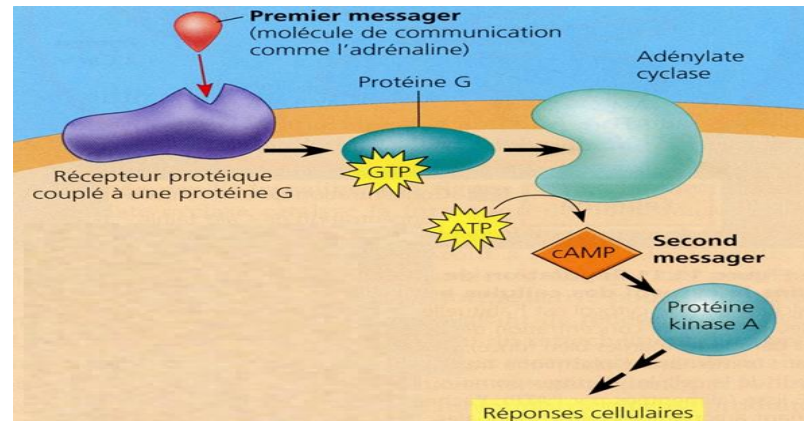 Premier messager
(molécule de communication
comme l'adrénaline)
Adénylate
cyclase
Protéine G
Récepteur protéique
couplé à une protéine G
GTP
ATP
cAMP
Second
messager
Protéine
kinase A
Réponses cellulaires